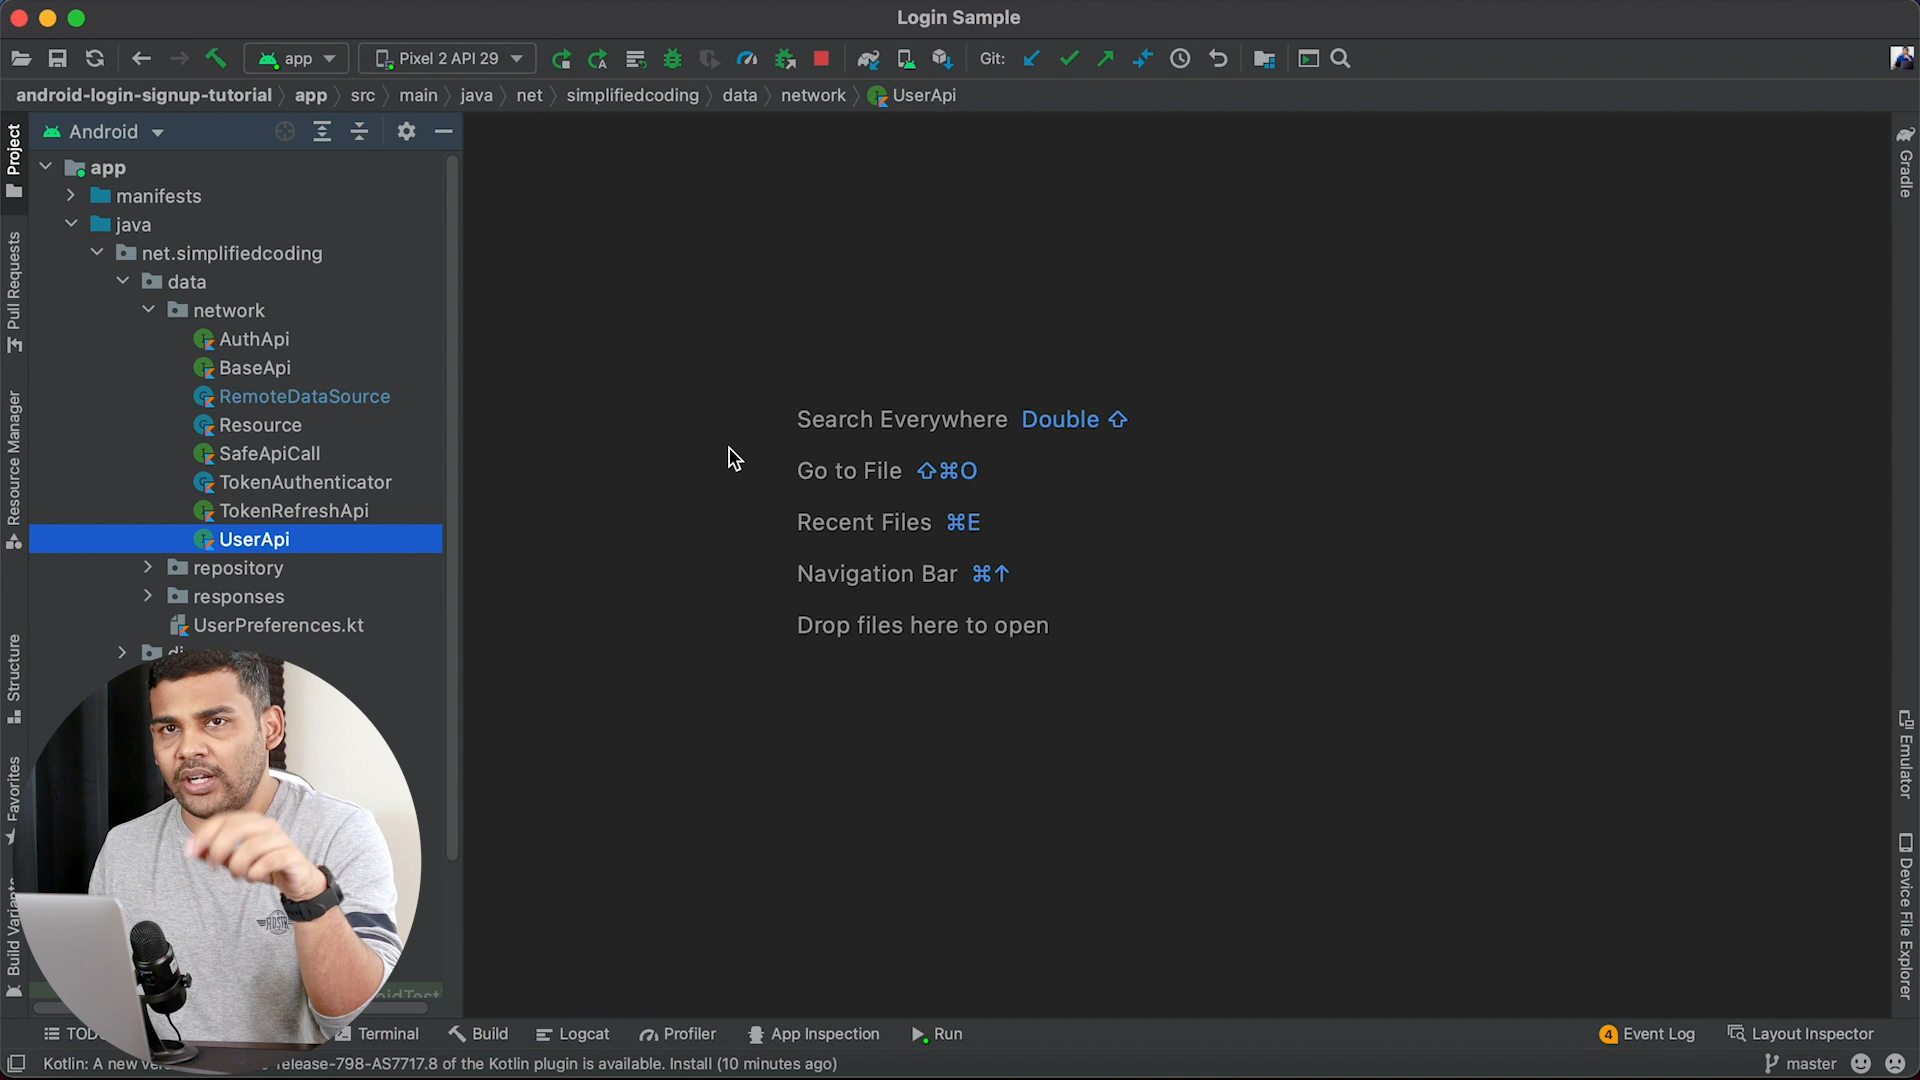 Login Sample
app
Pixel 2 API 29
Git:
android-login-signup-tutorial app src main java net simplifiedcoding data network UserApi
Project
Pull Requests
Resource Manager
Structure
Favorites
Build Variants
Android
app
manifests
java
net.simplifiedcoding
data
network
AuthApi
BaseApi
RemoteDataSource
Resource
SafeApiCall
TokenAuthenticator
TokenRefreshApi
UserApi
repository
responses
UserPreferences.kt
di
Search Everywhere Double ⇧
Go to File ⇧⌘O
Recent Files ⌘E
Navigation Bar ⌘↑
Drop files here to open
Gradle
Emulator
Device File Explorer
Terminal Build Logcat Profiler App Inspection Run
4 Event Log Layout Inspector
Kotlin: A new release-798-AS7717.8 of the Kotlin plugin is available. Install (10 minutes ago)
master